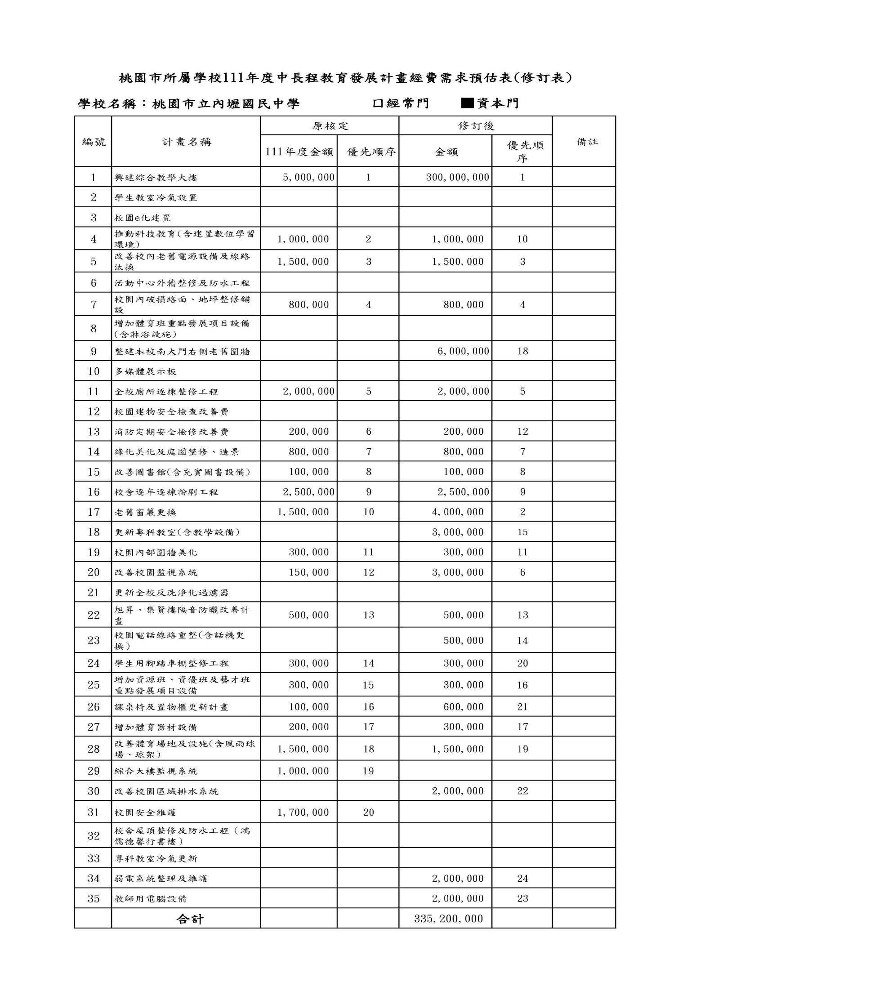 桃園市所屬學校111年度中長程教育發展計畫經費需求預估表(修訂表)
學校名稱：桃園市立內壢國民中學 口經常門 ■資本門
編號 計畫名稱 原核定 修訂後 備註
111年度金額 優先順序 金額 優先順
序
1 興建綜合教學大樓 5,000,000 1 300,000,000 1
2 學生教室冷氣設置
3 校園e化建置
4 推動科技教育(含建置數位學習
環境) 1,000,000 2 1,000,000 10
5 改善校內老舊電源設備及線路
汰換 1,500,000 3 1,500,000 3
6 活動中心外牆整修及防水工程
7 校園內破損路面、地坪整修舖
設 800,000 4 800,000 4
8 增加體育班重點發展項目設備
(含淋浴設施)
9 整建本校南大門右側老舊圍牆 6,000,000 18
10 多媒體展示板
11 全校廁所逐棟整修工程 2,000,000 5 2,000,000 5
12 校園建物安全檢查改善費
13 消防定期安全檢修改善費 200,000 6 200,000 12
14 綠化美化及庭園整修、造景 800,000 7 800,000 7
15 改善圖書館(含充實圖書設備) 100,000 8 100,000 8
16 校舍逐年逐棟粉刷工程 2,500,000 9 2,500,000 9
17 老舊窗簾更換 1,500,000 10 4,000,000 2
18 更新專科教室(含教學設備) 3,000,000 15
19 校園內部圍牆美化 300,000 11 300,000 11
20 改善校園監視系統 150,000 12 3,000,000 6
21 更新全校反洗淨化過濾器
22 旭昇、集賢樓隔音防曬改善計
畫 500,000 13 500,000 13
23 校園電話線路重整(含話機更
換) 500,000 14
24 學生用腳踏車棚整修工程 300,000 14 300,000 20
25 增加資源班、資優班及藝才班
重點發展項目設備 300,000 15 300,000 16
26 課桌椅及置物櫃更新計畫 100,000 16 600,000 21
27 增加體育器材設備 200,000 17 300,000 17
28 改善體育場地及設施(含風雨球
場、球架) 1,500,000 18 1,500,000 19
29 綜合大樓監視系統 1,000,000 19
30 改善校園區域排水系統 2,000,000 22
31 校園安全維護 1,700,000 20
32 校舍屋頂整修及防水工程（鴻
儒德馨行書樓）
33 專科教室冷氣更新
34 弱電系統整理及維護 2,000,000 24
35 教師用電腦設備 2,000,000 23
合計 335,200,000